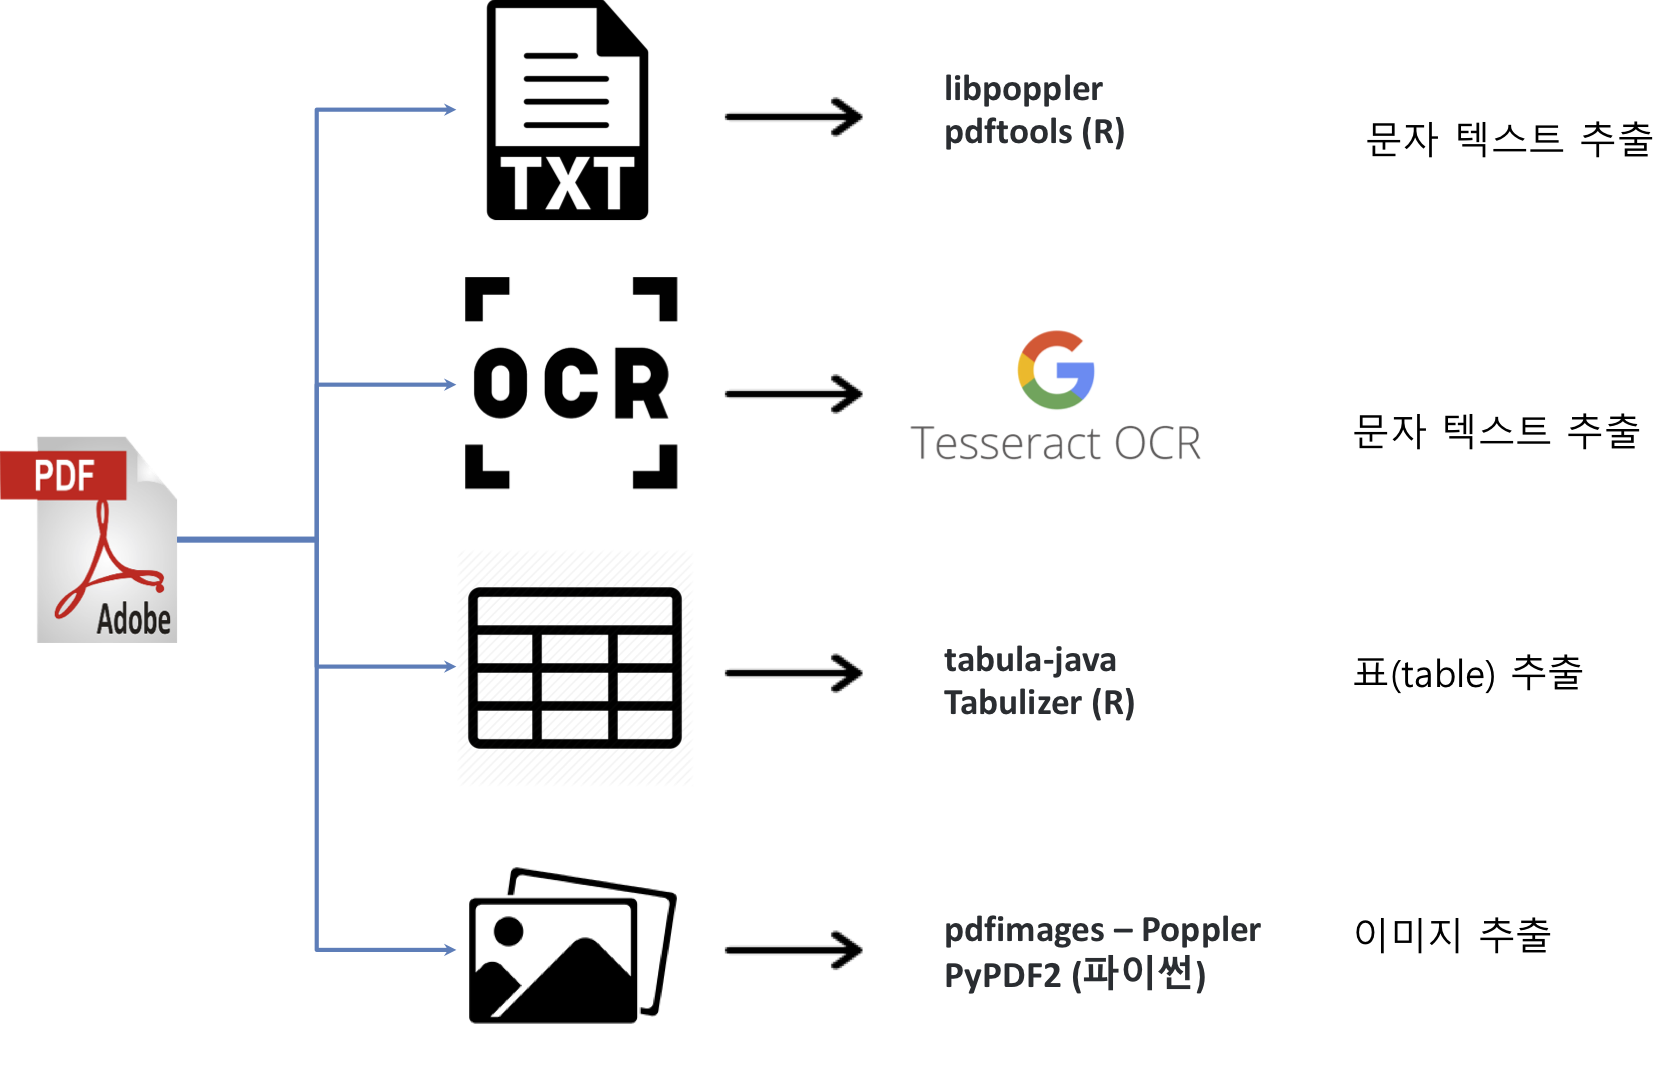 TXT
libpoppler
pdftools (R)
문자 텍스트 추출
OCR
Tesseract OCR
문자 텍스트 추출
PDF
Adobe
tabula-java
Tabulizer (R)
표(table) 추출
pdfimages – Poppler
PyPDF2 (파이썬)
이미지 추출